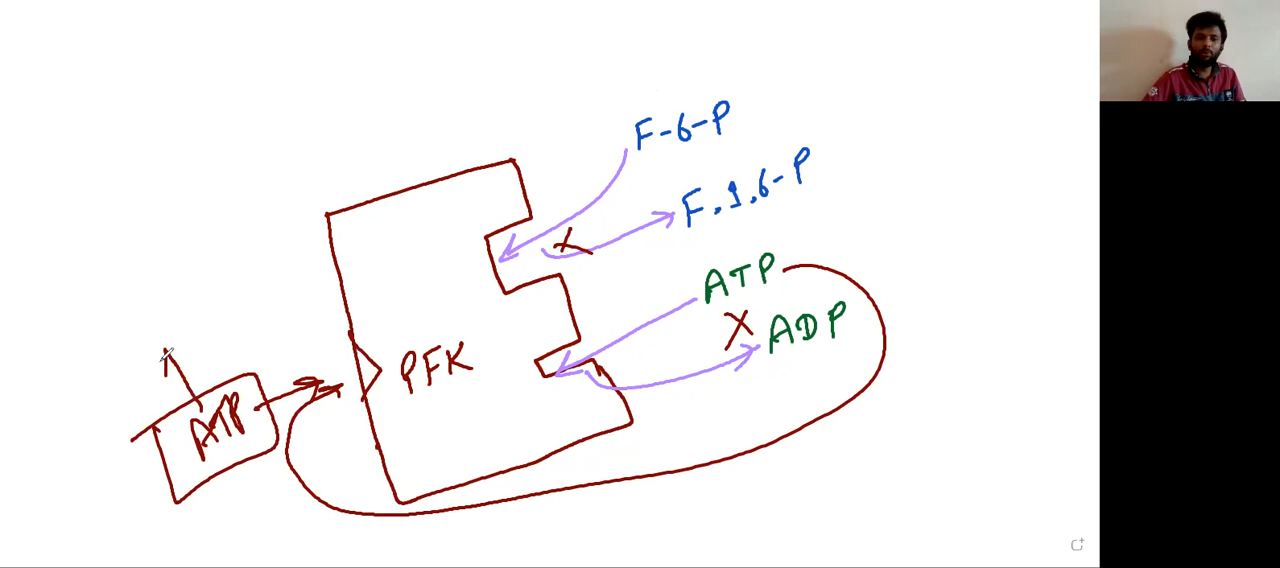 F-6-P
F,1,6-P
ATP
ADP
PFK
ATP